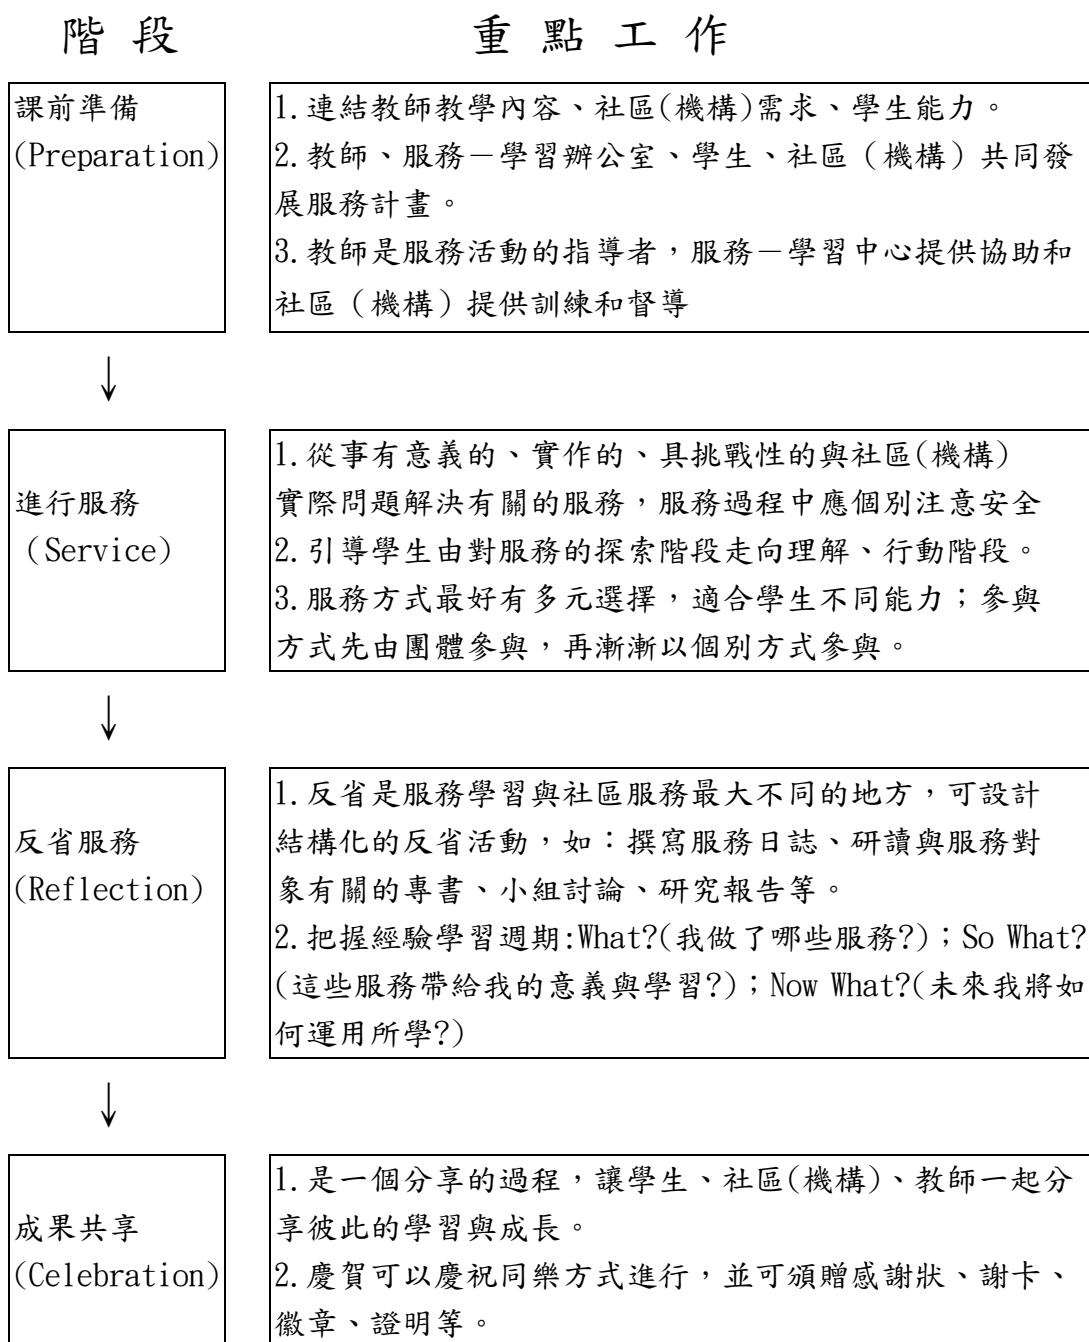 階段 重點工作
課前準備
(Preparation)
1.連結教師教學內容、社區(機構)需求、學生能力。
2.教師、服務－學習辦公室、學生、社區（機構）共同發
展服務計畫。
3.教師是服務活動的指導者，服務－學習中心提供協助和
社區（機構）提供訓練和督導
↓
進行服務
（Service)
1.從事有意義的、實作的、具挑戰性的與社區(機構)
實際問題解決有關的服務，服務過程中應個別注意安全
2.引導學生由對服務的探索階段走向理解、行動階段。
3.服務方式最好有多元選擇，適合學生不同能力；參與
方式先由團體參與，再漸漸以個別方式參與。
↓
反省服務
(Reflection)
1.反省是服務學習與社區服務最大不同的地方，可設計
結構化的反省活動，如：撰寫服務日誌、研讀與服務對
象有關的專書、小組討論、研究報告等。
2.把握經驗學習週期:What?(我做了哪些服務?)；So What?
(這些服務帶給我的意義與學習?)；Now What?(未來我將如
何運用所學?)
↓
成果共享
(Celebration)
1.是一個分享的過程，讓學生、社區(機構)、教師一起分
享彼此的學習與成長。
2.慶賀可以慶祝同樂方式進行，並可頒贈感謝狀、謝卡、
徽章、證明等。